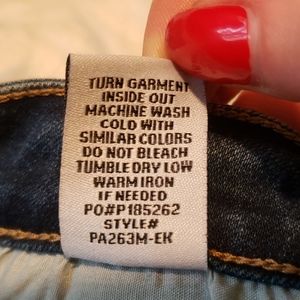 TURN GARMENT
INSIDE OUT
MACHINE WASH
COLD WITH
SIMILAR COLORS
DO NOT BLEACH
TUMBLE DRY LOW
WARM IRON
IF NEEDED
PO#P185262
STYLE#
PA263M-EK